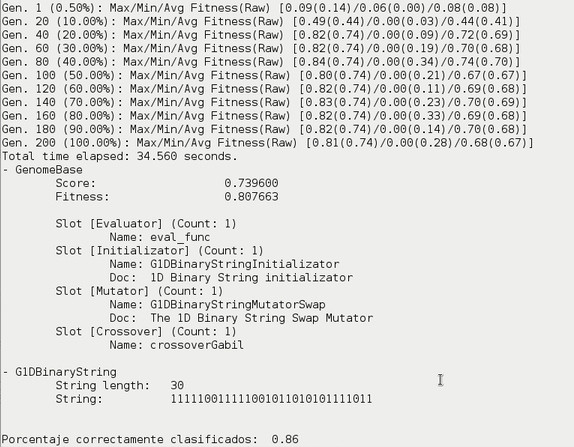 Gen. 1 (0.50%): Max/Min/Avg Fitness(Raw) [0.09(0.14)/0.06(0.00)/0.08(0.08)]
Gen. 20 (10.00%): Max/Min/Avg Fitness(Raw) [0.49(0.44)/0.00(0.03)/0.44(0.41)]
Gen. 40 (20.00%): Max/Min/Avg Fitness(Raw) [0.82(0.74)/0.00(0.09)/0.72(0.69)]
Gen. 60 (30.00%): Max/Min/Avg Fitness(Raw) [0.82(0.74)/0.00(0.19)/0.70(0.68)]
Gen. 80 (40.00%): Max/Min/Avg Fitness(Raw) [0.84(0.74)/0.00(0.34)/0.74(0.70)]
Gen. 100 (50.00%): Max/Min/Avg Fitness(Raw) [0.80(0.74)/0.00(0.21)/0.67(0.67)]
Gen. 120 (60.00%): Max/Min/Avg Fitness(Raw) [0.82(0.74)/0.00(0.11)/0.69(0.68)]
Gen. 140 (70.00%): Max/Min/Avg Fitness(Raw) [0.83(0.74)/0.00(0.23)/0.70(0.69)]
Gen. 160 (80.00%): Max/Min/Avg Fitness(Raw) [0.82(0.74)/0.00(0.33)/0.69(0.68)]
Gen. 180 (90.00%): Max/Min/Avg Fitness(Raw) [0.82(0.74)/0.00(0.14)/0.70(0.68)]
Gen. 200 (100.00%): Max/Min/Avg Fitness(Raw) [0.81(0.74)/0.00(0.28)/0.68(0.67)]
Total time elapsed: 34.560 seconds.
- GenomeBase
Score: 0.739600
Fitness: 0.807663
Slot [Evaluator] (Count: 1)
Name: eval_func
Slot [Initializator] (Count: 1)
Name: G1DBinaryStringInitializator
Doc: 1D Binary String initializator
Slot [Mutator] (Count: 1)
Name: G1DBinaryStringMutatorSwap
Doc: The 1D Binary String Swap Mutator
Slot [Crossover] (Count: 1)
Name: crossoverGabil
- G1DBinaryString
String length: 30
String: 111110011111001011010101111011
Porcentaje correctamente clasificados: 0.86